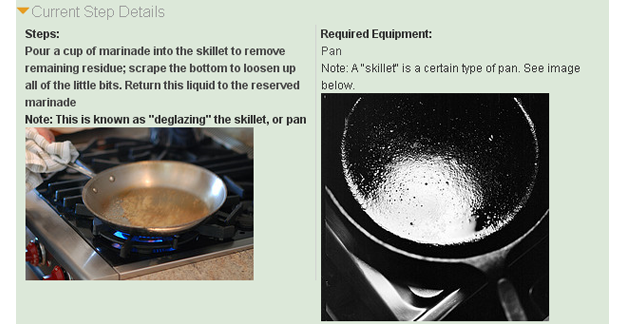 Current Step Details
Steps:
Pour a cup of marinade into the skillet to remove
remaining residue; scrape the bottom to loosen up
all of the little bits. Return this liquid to the reserved
marinade
Note: This is known as "deglazing" the skillet, or pan
Required Equipment:
Pan
Note: A "skillet" is a certain type of pan. See image
below.